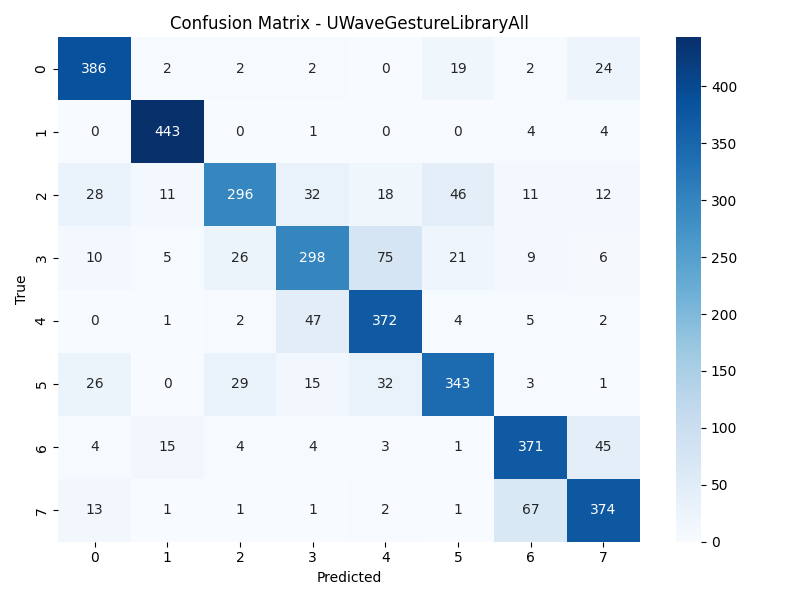 Confusion Matrix - UWaveGestureLibraryAll
True
0 386 2 2 2 0 19 2 24
1 0 443 0 1 0 0 4 4
2 28 11 296 32 18 46 11 12
3 10 5 26 298 75 21 9 6
4 0 1 2 47 372 4 5 2
5 26 0 29 15 32 343 3 1
6 4 15 4 4 3 1 371 45
7 13 1 1 1 2 1 67 374
0 1 2 3 4 5 6 7
Predicted
400
350
300
250
200
150
100
50
0